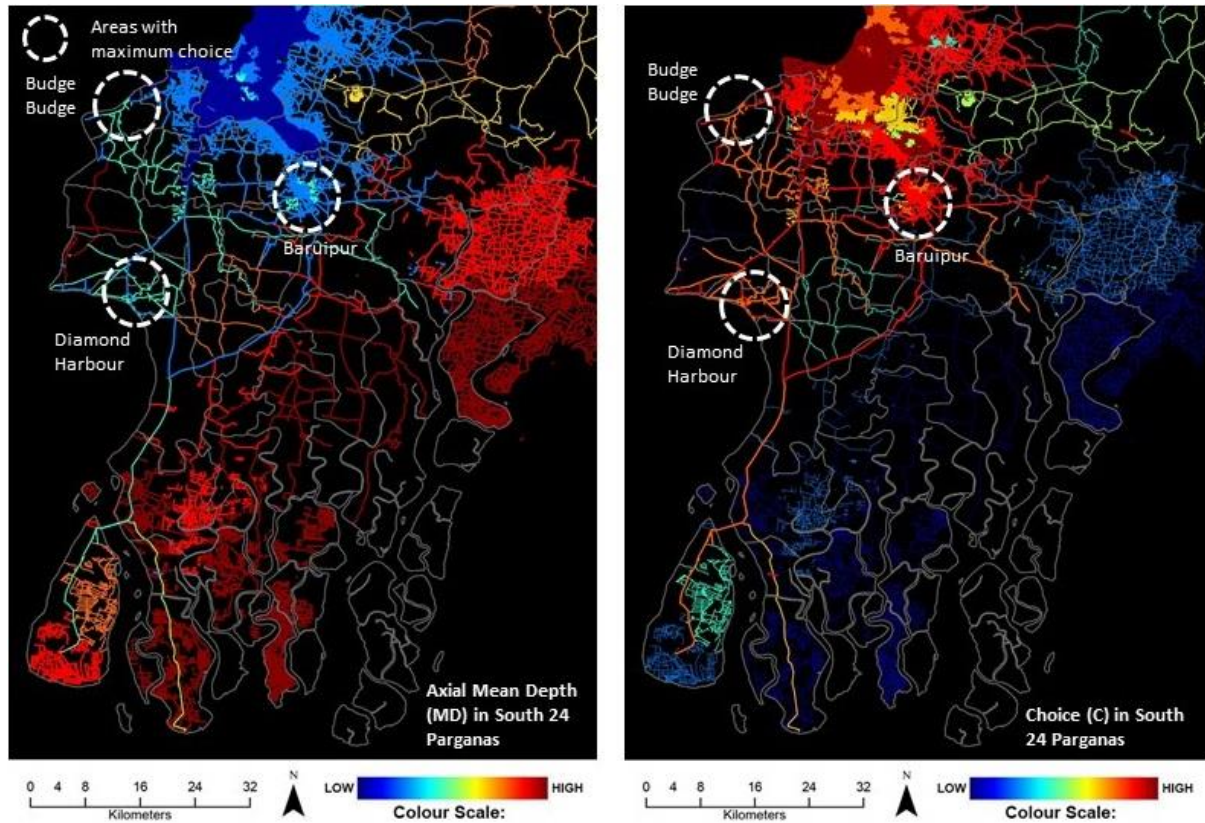 Areas with
maximum choice
Budge
Budge
Baruipur
Diamond
Harbour
Axial Mean Depth
(MD) in South 24
Parganas
0 4 8 16 24 32
Kilometers
N
LOW HIGH
Colour Scale:
Budge
Budge
Baruipur
Diamond
Harbour
Choice (C) in South
24 Parganas
0 4 8 16 24 32
Kilometers
N
LOW HIGH
Colour Scale: